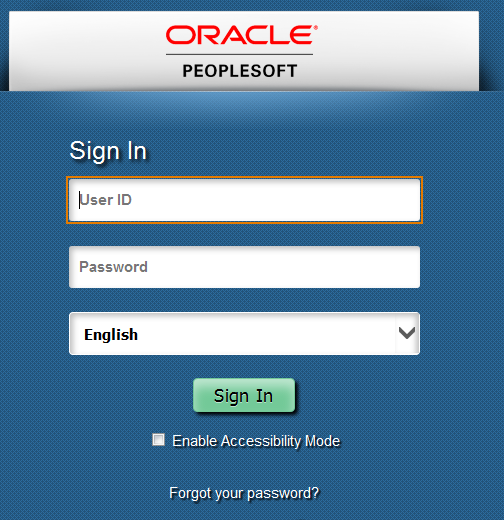 ORACLE®
PEOPLESOFT
Sign In
User ID
Password
English
Sign In
Enable Accessibility Mode
Forgot your password?